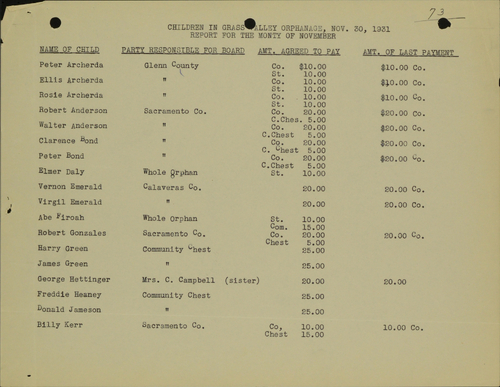 73
CHILDREN IN GRASS VALLEY ORPHANAGE, NOV. 30, 1931
REPORT FOR THE MONTY OF NOVEMBER
NAME OF CHILD PARTY RESPONSIBLE FOR BOARD AMT. AGREED TO PAY AMT. OF LAST PAYMENT
Peter Archerda Glenn County Co. $10.00 $10.00 Co.
St. 10.00
Ellis Archerda " Co. 10.00 $10.00 Co.
St. 10.00
Rosie Archerda " Co. 10.00 $10.00 Co.
St. 10.00
Robert Anderson Sacramento Co. Co. 20.00 $20.00 Co.
C.Ches. 5.00
Walter Anderson " Co. 20.00 $20.00 Co.
C.Chest 5.00
Clarence Bond " Co. 20.00 $20.00 Co.
C. Chest 5.00
Peter Bond " Co. 20.00 $20.00 Co.
C.Chest 5.00
Elmer Daly Whole Orphan St. 10.00
Vernon Emerald Calaveras Co. 20.00 20.00 Co.
Virgil Emerald " 20.00 20.00 Co.
Abe Firoah Whole Orphan St. 10.00
Com. 15.00
Robert Gonzales Sacramento Co. Co. 20.00 20.00 Co.
Chest 5.00
Harry Green Community Chest 25.00
James Green " 25.00
George Hettinger Mrs. C. Campbell (sister) 20.00 20.00
Freddie Heaney Community Chest 25.00
Donald Jameson " 25.00
Billy Kerr Sacramento Co. Co, 10.00 10.00 Co.
Chest 15.00